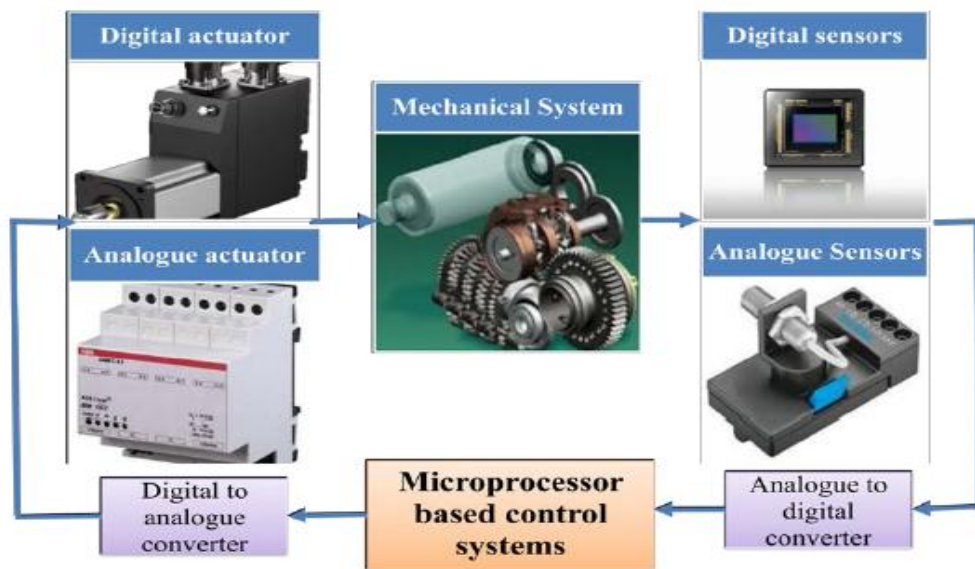 Digital actuator
Mechanical System
Digital sensors
Analogue actuator
Analogue Sensors
Digital to
analogue
converter
Microprocessor
based control
systems
Analogue to
digital
converter